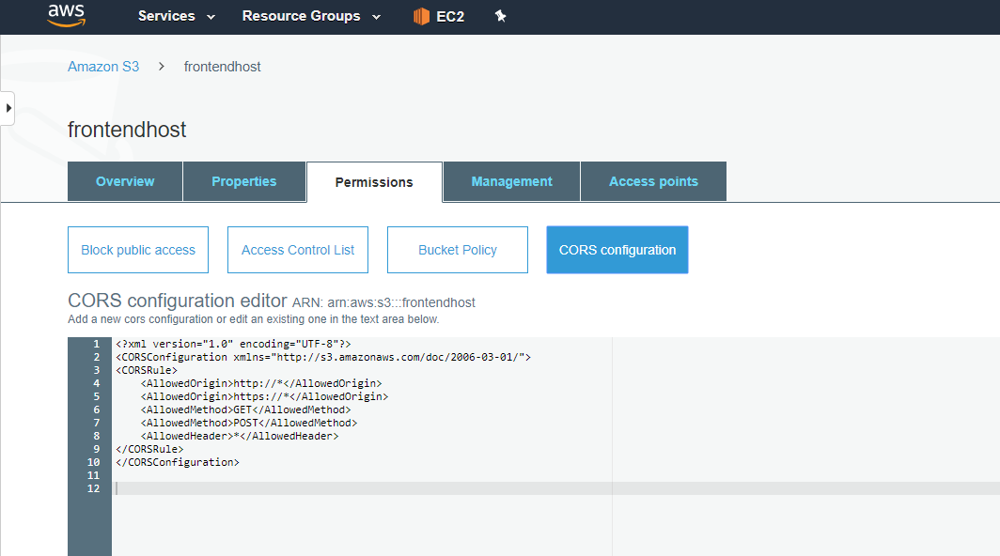 aws Services Resource Groups EC2
Amazon S3 frontendhost
frontendhost
Overview Properties Permissions Management Access points
Block public access Access Control List Bucket Policy CORS configuration
CORS configuration editor ARN: arn:aws:s3:::frontendhost
Add a new cors configuration or edit an existing one in the text area below.
1 <?xml version="1.0" encoding="UTF-8"?>
2 <CORSConfiguration xmlns="http://s3.amazonaws.com/doc/2006-03-01/">
3 <CORSRule>
4     <AllowedOrigin>http://*</AllowedOrigin>
5     <AllowedOrigin>https://*</AllowedOrigin>
6     <AllowedMethod>GET</AllowedMethod>
7     <AllowedMethod>POST</AllowedMethod>
8     <AllowedHeader>*</AllowedHeader>
9 </CORSRule>
10 </CORSConfiguration>
11
12